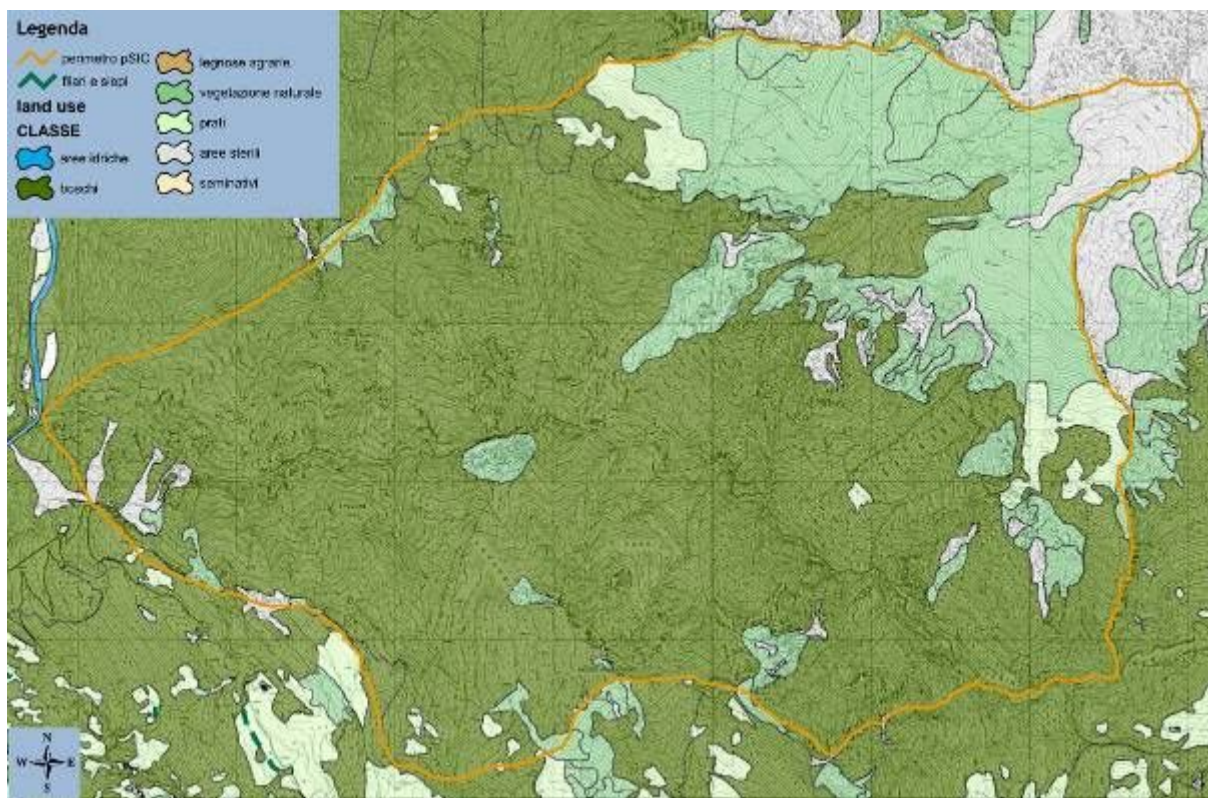 Legenda
perimetro pSIC
filari e siepi
land use
CLASSE
aree idriche
boschi
legnose agrarie
vegetazione naturale
prati
aree sterili
seminativi
N
W E
S